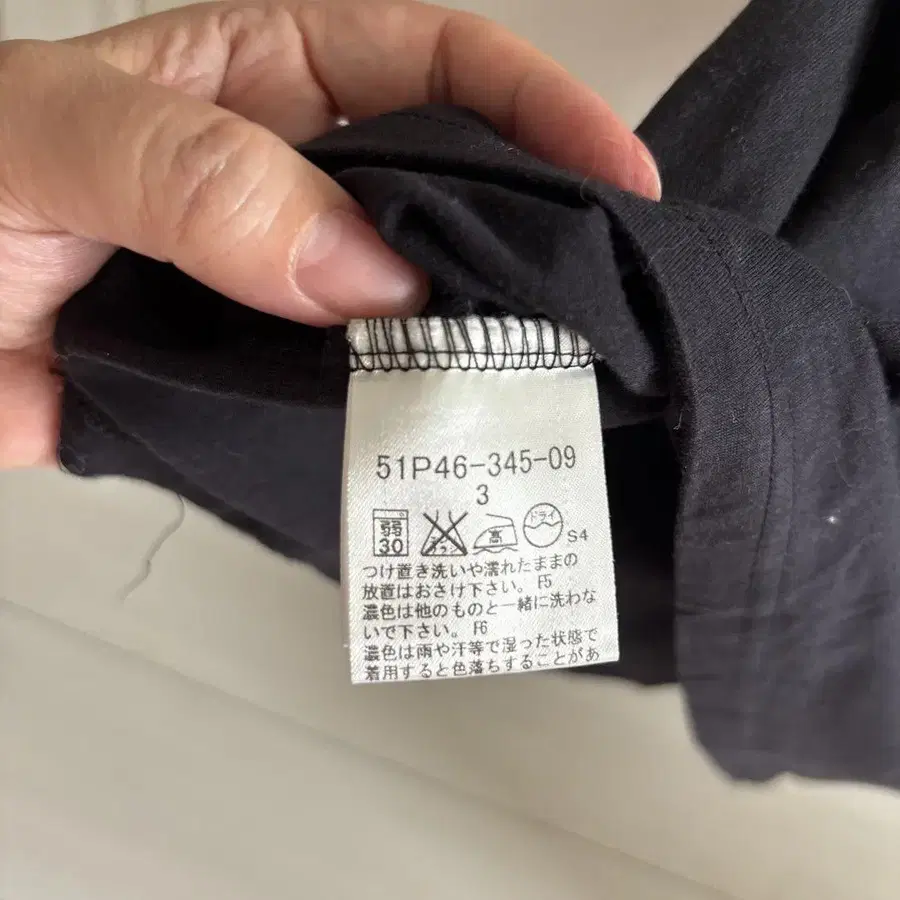 51P46-345-09
3
弱 30 高 ドライ S4
つけ直き洗いや濡れたままの
放置はおさけ下さい。 F5
濃色は他のものと一緒に洗わな
いで下さい。 F6
濃色は雨や汗等で湿った状態で
着用すると色落ちすることがあ